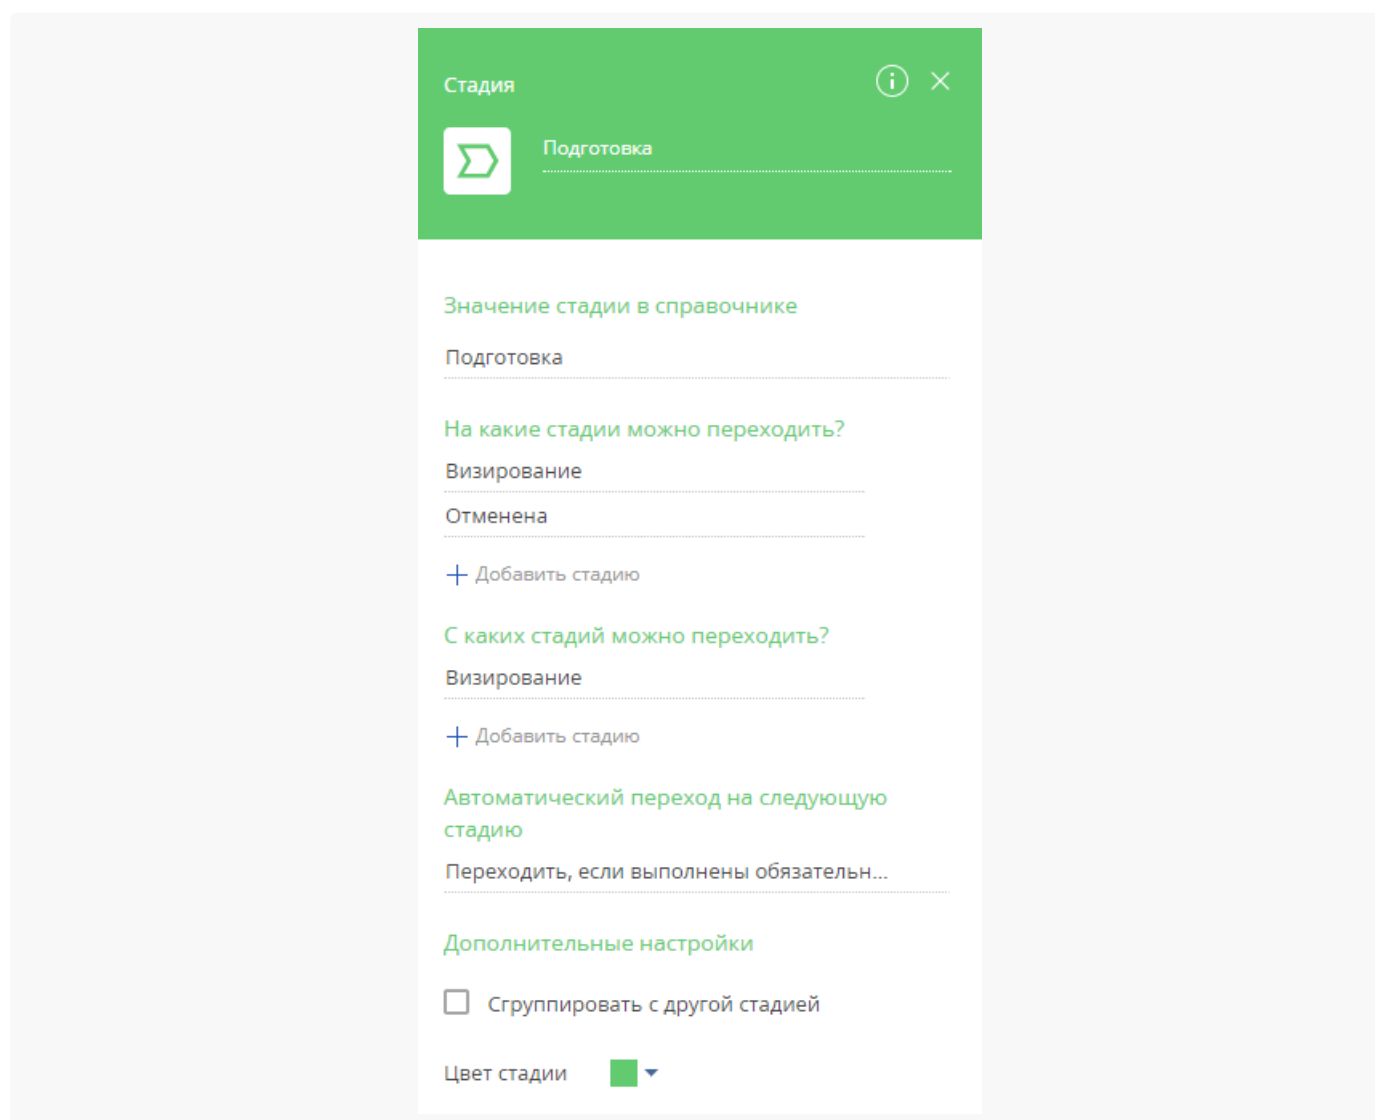 Стадия
Подготовка
Значение стадии в справочнике
Подготовка
На какие стадии можно переходить?
Визирование
Отменена
Добавить стадию
С каких стадий можно переходить?
Визирование
Добавить стадию
Автоматический переход на следующую
стадию
Переходить, если выполнены обязательн...
Дополнительные настройки
Сгруппировать с другой стадией
Цвет стадии